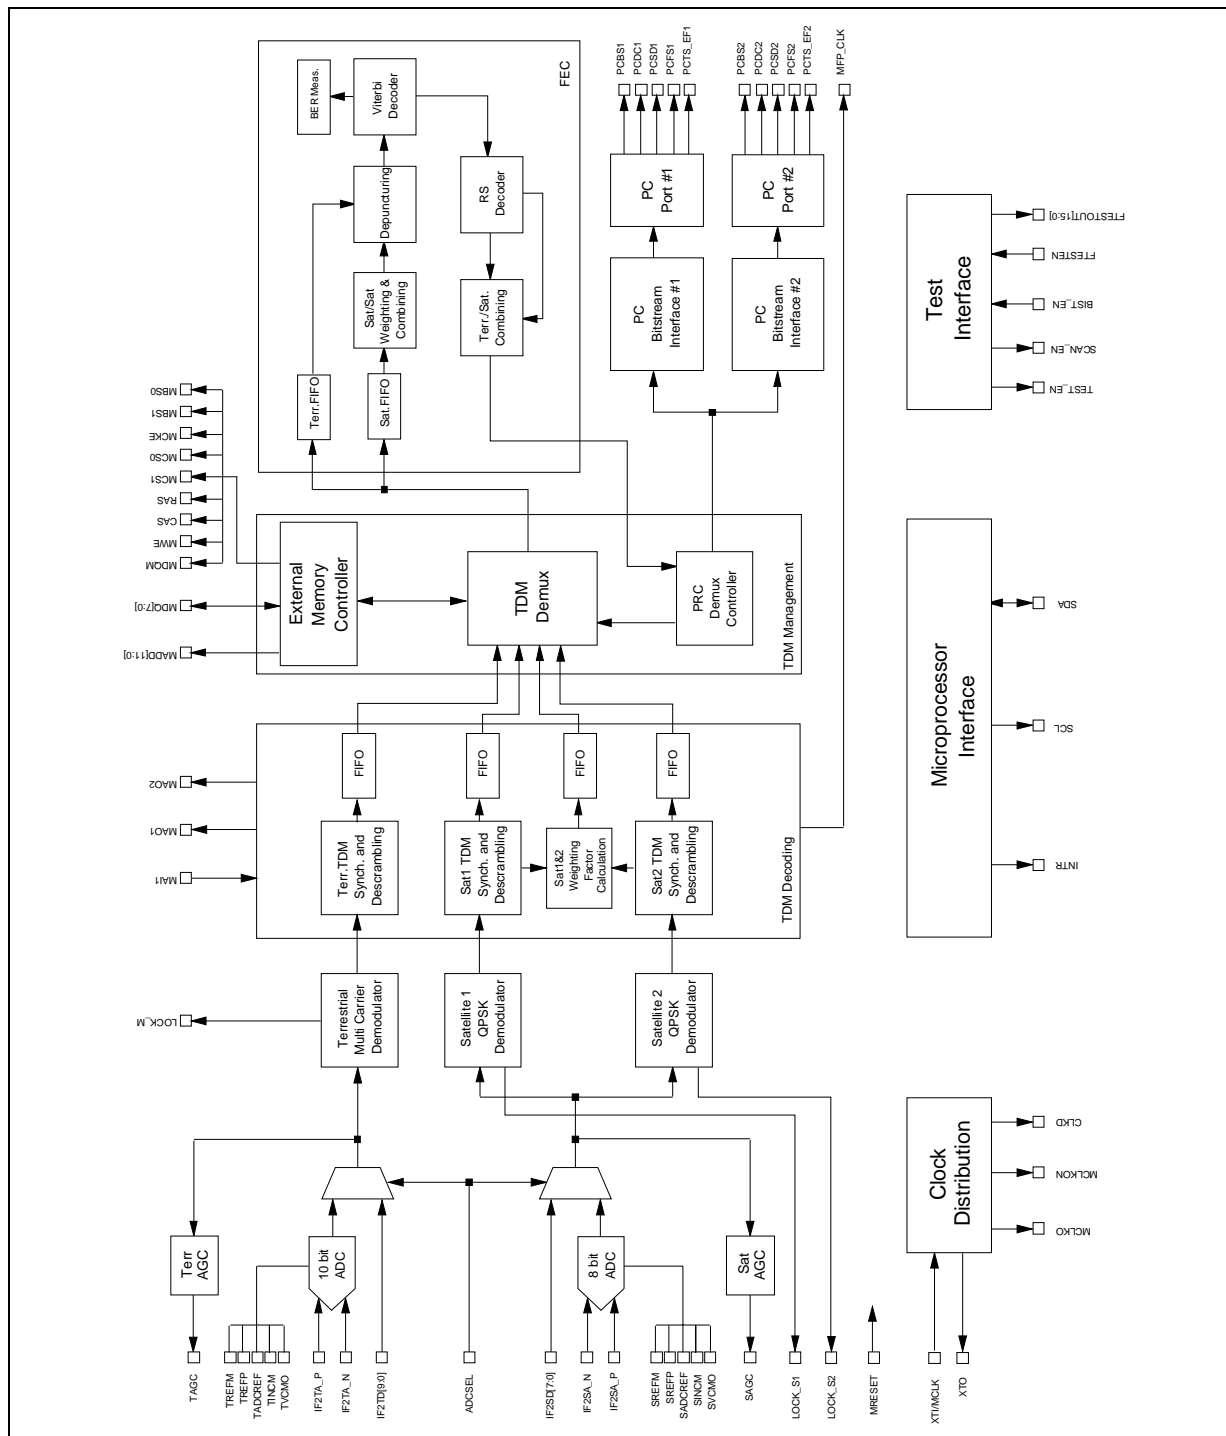 PCBS1
PCDC1
PCSD1
PCFS1
PCTS_EF1
PCBS2
PCDC2
PCSD2
PCFS2
PCTS_EF2
MFP_CLK
FEC
BER Meas.
Viterbi
Decoder
Depuncturing
RS
Decoder
Sat/Sat
Weighting &
Combining
Terr./Sat.
Combining
Terr.FIFO
Sat.FIFO
PC
Port #1
PC
Port #2
PC
Bitstream
Interface #1
PC
Bitstream
Interface #2
Test
Interface
FTESTOUT[15:0]
FTESTEN
BIST_EN
SCAN_EN
TEST_EN
MBS0
MBS1
MCKE
MCS0
MCS1
RAS
CAS
MWE
MDQM
MDQ[7:0]
MADD[11:0]
External
Memory
Controller
TDM
Demux
PRC
Demux
Controller
TDM Management
Microprocessor
Interface
SDA
SCL
INTR
MAO2
MAO1
MAI1
FIFO
FIFO
FIFO
FIFO
Terr.TDM
Synch. and
Descrambling
Sat1 TDM
Synch. and
Descrambling
Sat1&2
Weighting
Factor
Calculation
Sat2 TDM
Synch. and
Descrambling
TDM Decoding
LOCK_M
Terrestrial
Multi Carrier
Demodulator
Satellite 1
QPSK
Demodulator
Satellite 2
QPSK
Demodulator
Clock
Distribution
CLKD
MCLKON
MCLKO
Terr
AGC
10 bit
ADC
8 bit
ADC
Sat
AGC
TAGC
TREFM
TREFP
TADCREF
TINCM
TVCMO
IF2TA_P
IF2TA_N
IF2TD[9:0]
ADCSEL
IF2SD[7:0]
IF2SA_N
IF2SA_P
SREFM
SREFP
SADCREF
SINCM
SVCMO
SAGC
LOCK_S1
LOCK_S2
MRESET
XTI/MCLK
XTO